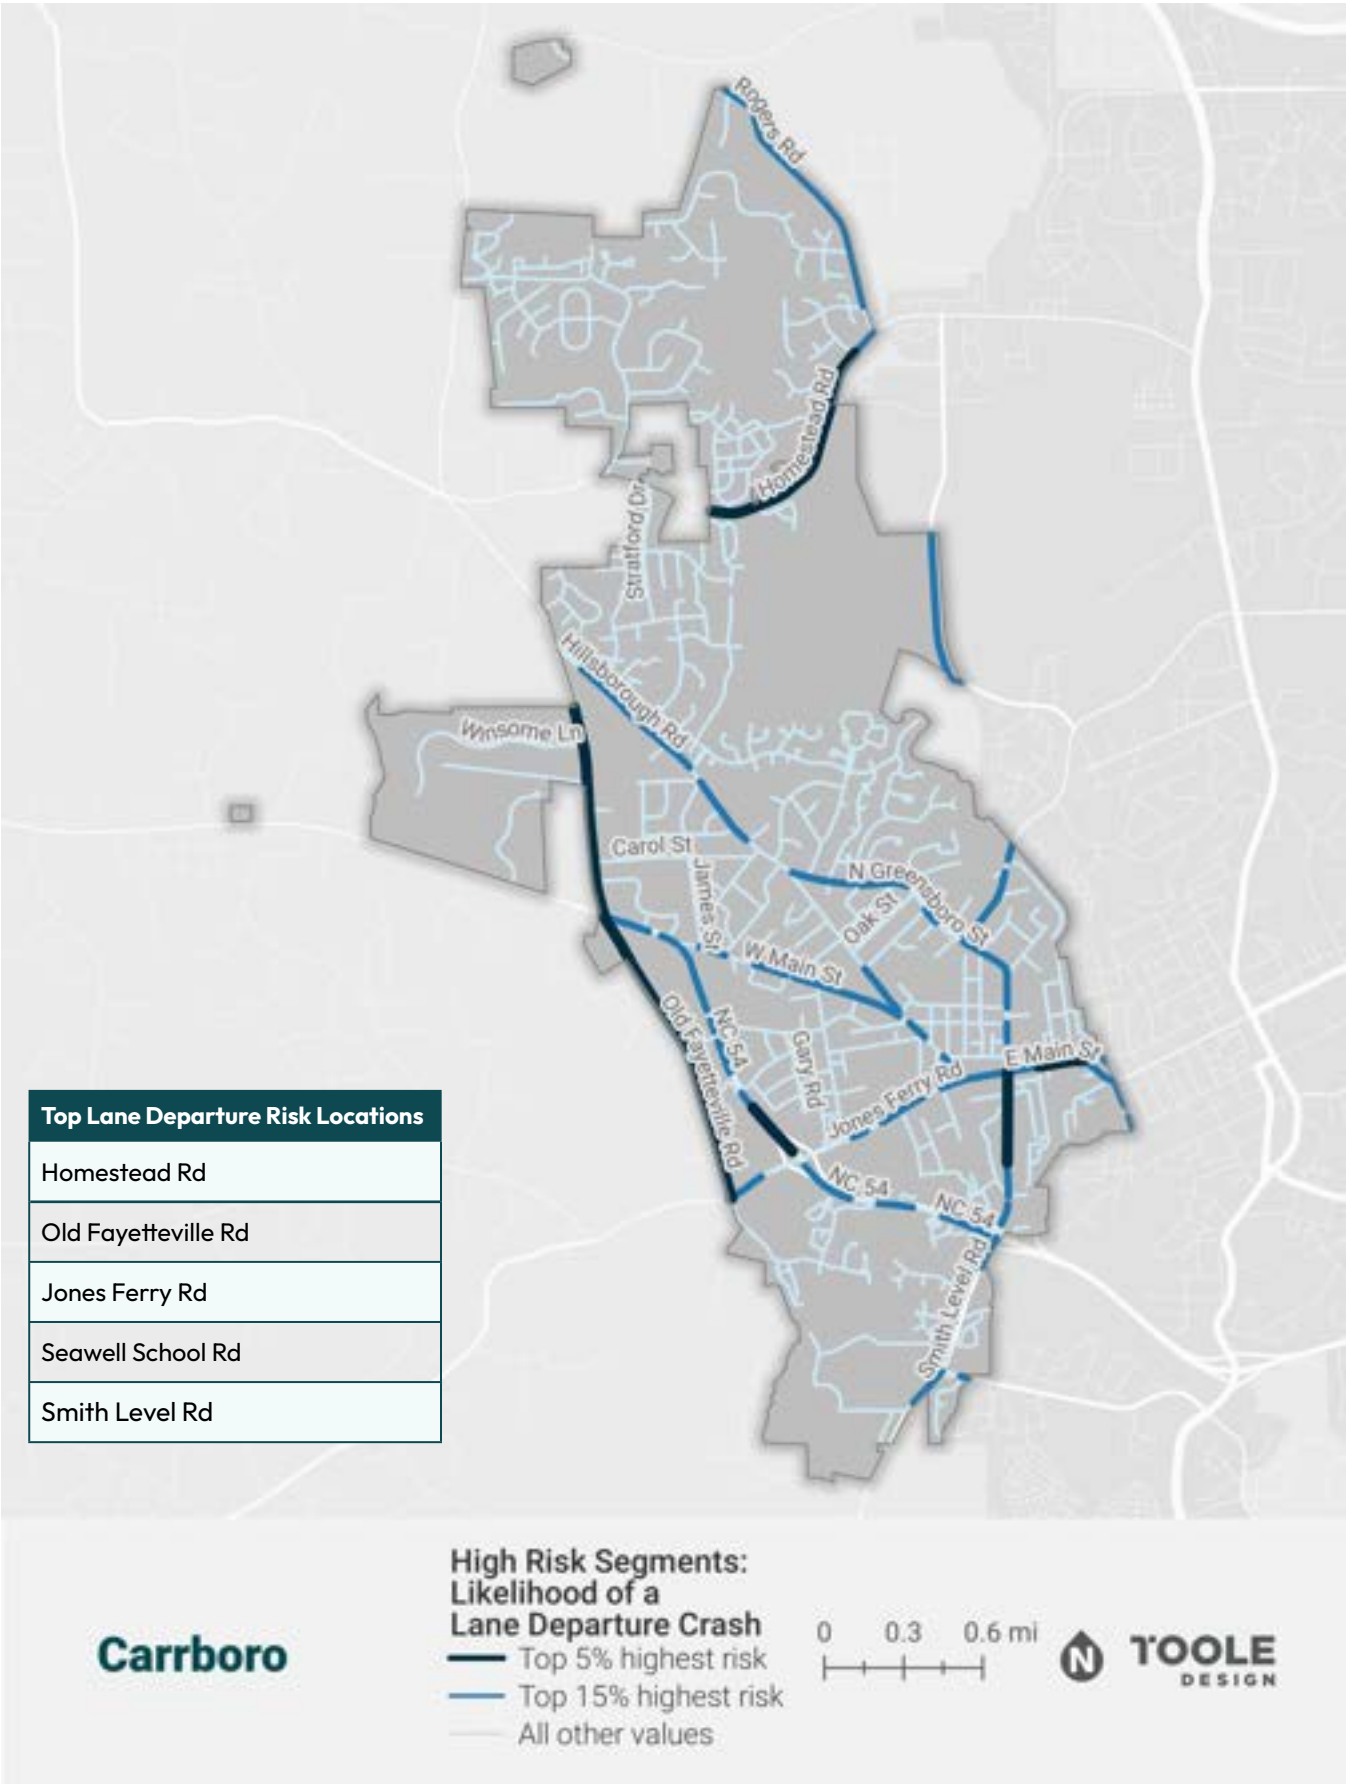 Rogers Rd
Homestead Rd
Stratford Dr
Hillsborough Rd
Winsome Ln
Carol St
James St
N Greensboro St
Oak St
W Main St
Old Fayetteville Rd
NC 54
Gary Rd
E Main St
Jones Ferry Rd
NC 54
NC 54
Smith Level Rd
Top Lane Departure Risk Locations
Homestead Rd
Old Fayetteville Rd
Jones Ferry Rd
Seawell School Rd
Smith Level Rd
Carrboro
High Risk Segments:
Likelihood of a
Lane Departure Crash
Top 5% highest risk
Top 15% highest risk
All other values
0 0.3 0.6 mi
N
TOOLE
DESIGN